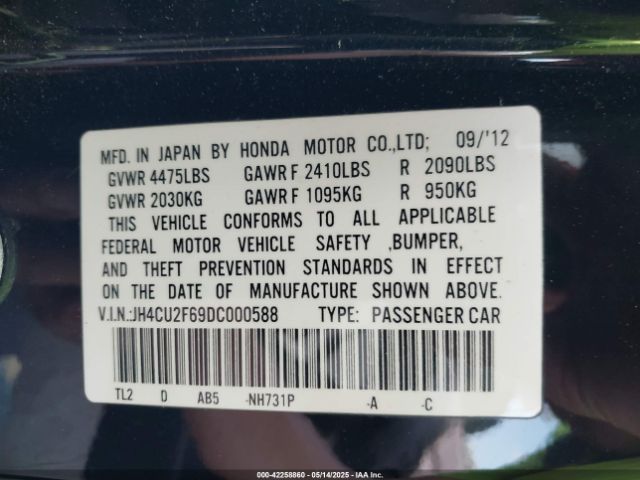 MFD. IN JAPAN BY HONDA MOTOR CO.,LTD; 09/'12
GVWR 4475LBS GAWR F 2410LBS R 2090LBS
GVWR 2030KG GAWR F 1095KG R 950KG
THIS VEHICLE CONFORMS TO ALL APPLICABLE
FEDERAL MOTOR VEHICLE SAFETY ,BUMPER,
AND THEFT PREVENTION STANDARDS IN EFFECT
ON THE DATE OF MANUFACTURE SHOWN ABOVE.
V.I.N.:JH4CU2F69DC000588 TYPE: PASSENGER CAR
TL2 D AB5 -NH731P -A -C
000-42258860 - 05/14/2025 - IAA Inc.